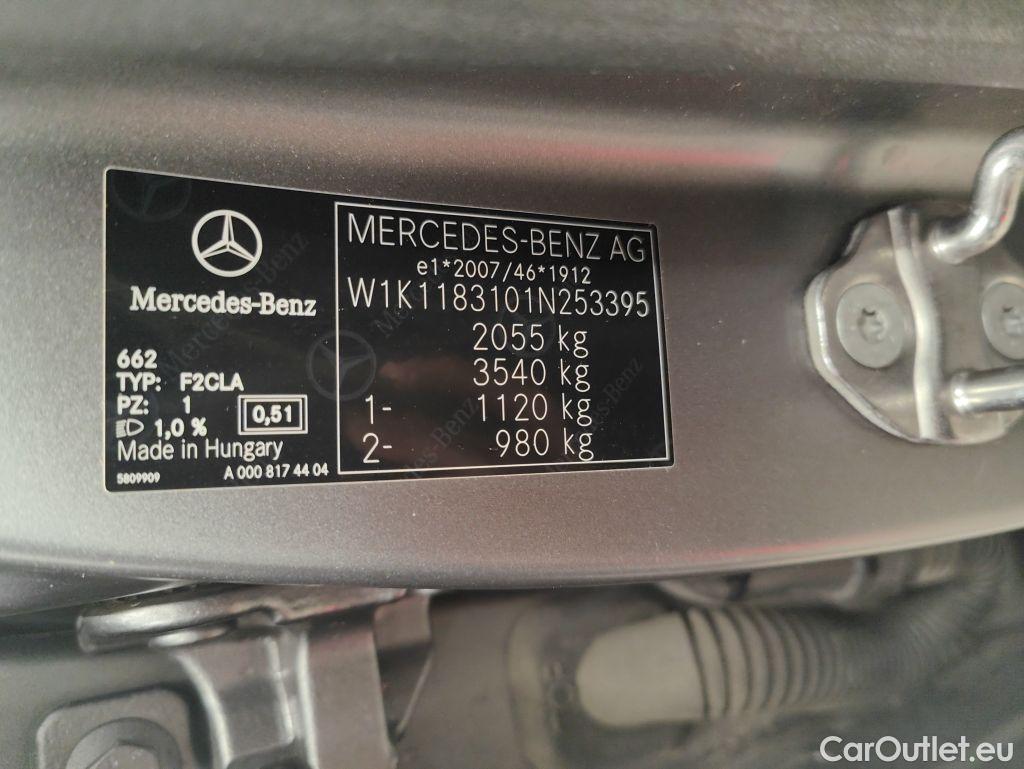 Mercedes-Benz
662
TYP: F2CLA
PZ: 1
1,0 %
0,51
Made in Hungary
5809909
A 000 817 44 04
MERCEDES-BENZ AG
e1*2007/46*1912
W1K1183101N253395
2055 kg
3540 kg
1- 1120 kg
2- 980 kg
CarOutlet.eu